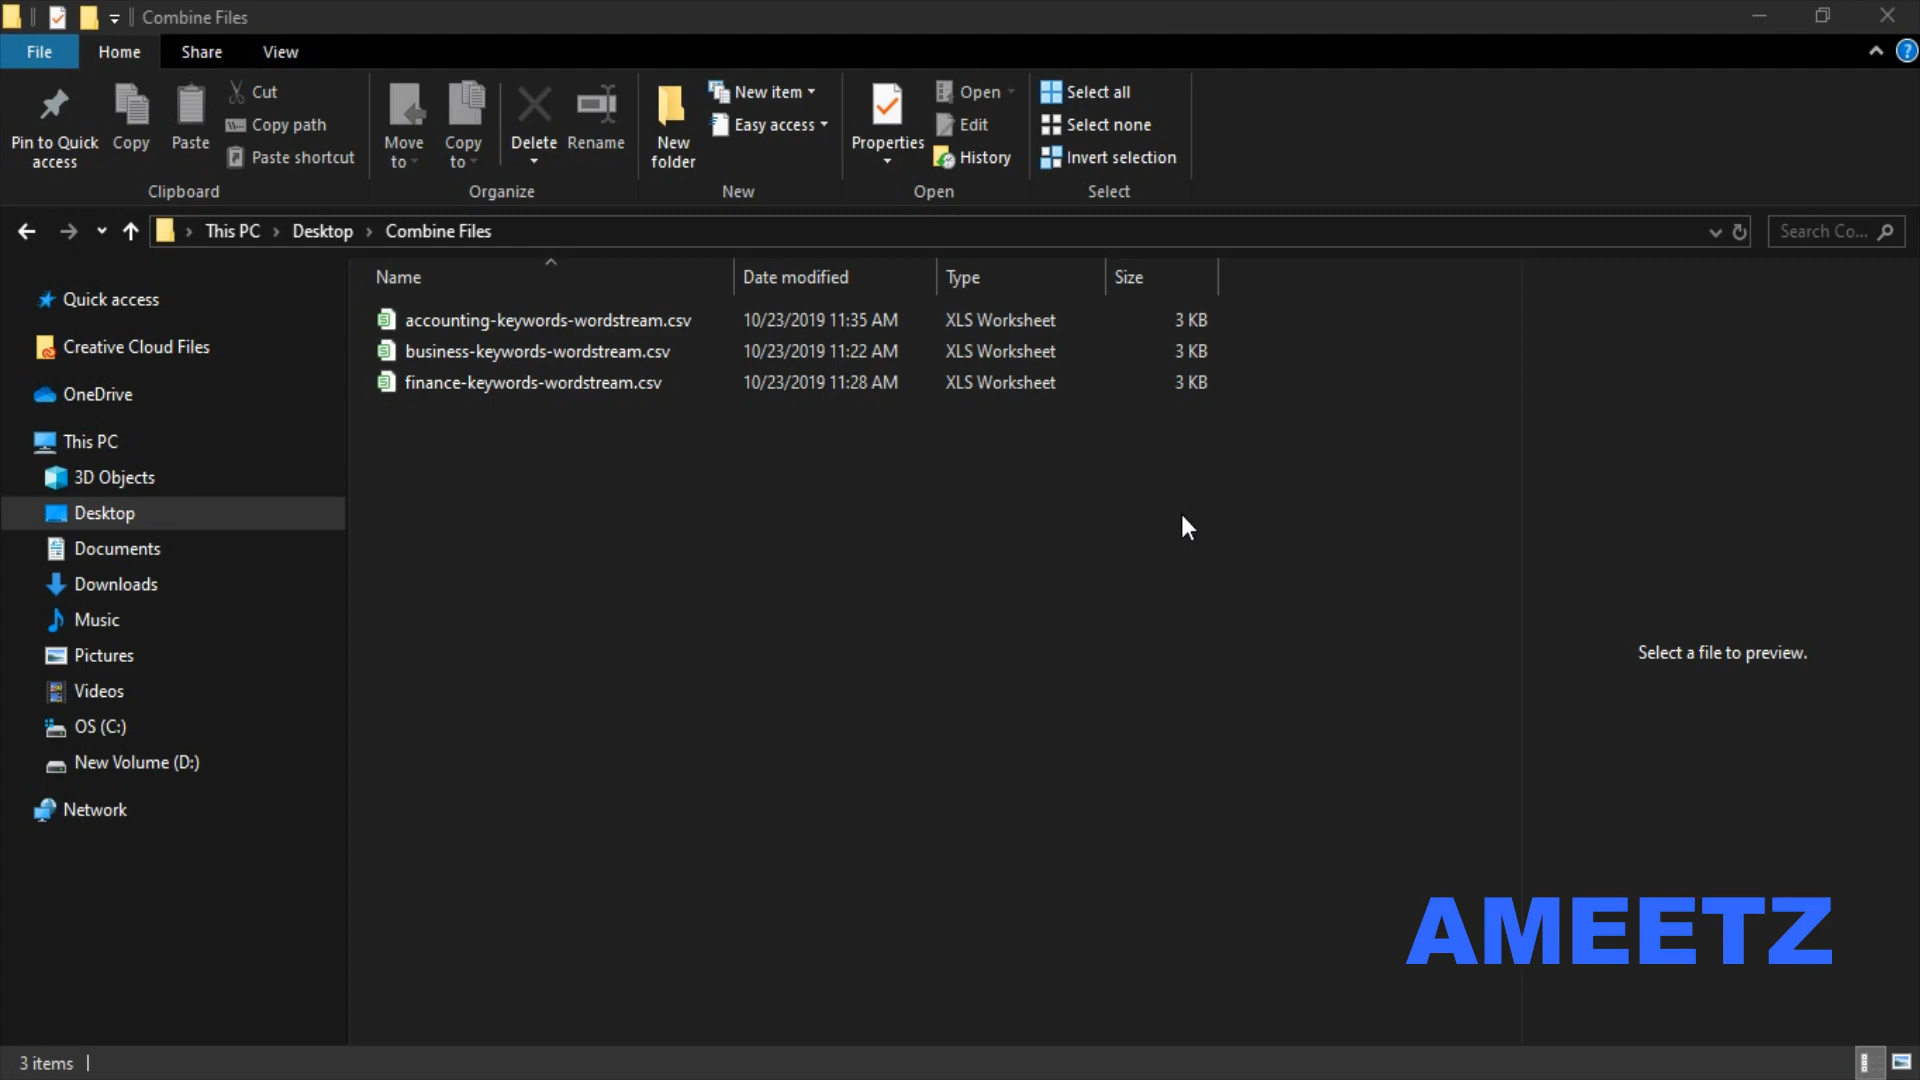 Combine Files
File Home Share View
Pin to Quick access
Copy
Paste
Cut
Copy path
Paste shortcut
Clipboard
Move to
Copy to
Delete
Rename
Organize
New folder
New item
Easy access
New
Properties
Open
Edit
History
Open
Select all
Select none
Invert selection
Select
This PC › Desktop › Combine Files
Search Co...
Quick access
Creative Cloud Files
OneDrive
This PC
3D Objects
Desktop
Documents
Downloads
Music
Pictures
Videos
OS (C:)
New Volume (D:)
Network
Name Date modified Type Size
accounting-keywords-wordstream.csv 10/23/2019 11:35 AM XLS Worksheet 3 KB
business-keywords-wordstream.csv 10/23/2019 11:22 AM XLS Worksheet 3 KB
finance-keywords-wordstream.csv 10/23/2019 11:28 AM XLS Worksheet 3 KB
Select a file to preview.
AMEETZ
3 items